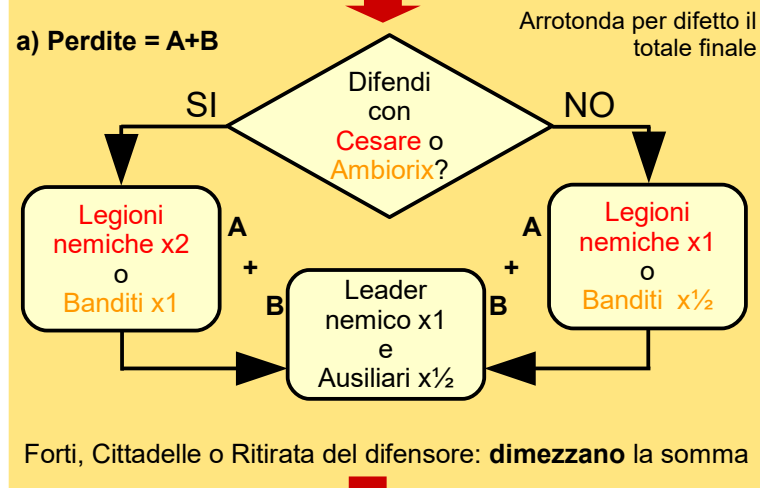 Arrotonda per difetto il
totale finale
a) Perdite = A+B
Difendi
con
Cesare o
Ambiorix?
SI
NO
Legioni
nemiche x2
o
Banditi x1
A
+
B
Leader
nemico x1
e
Ausiliari x½
A
+
B
Legioni
nemiche x1
o
Banditi x½
Forti, Cittadelle o Ritirata del difensore: dimezzano la somma